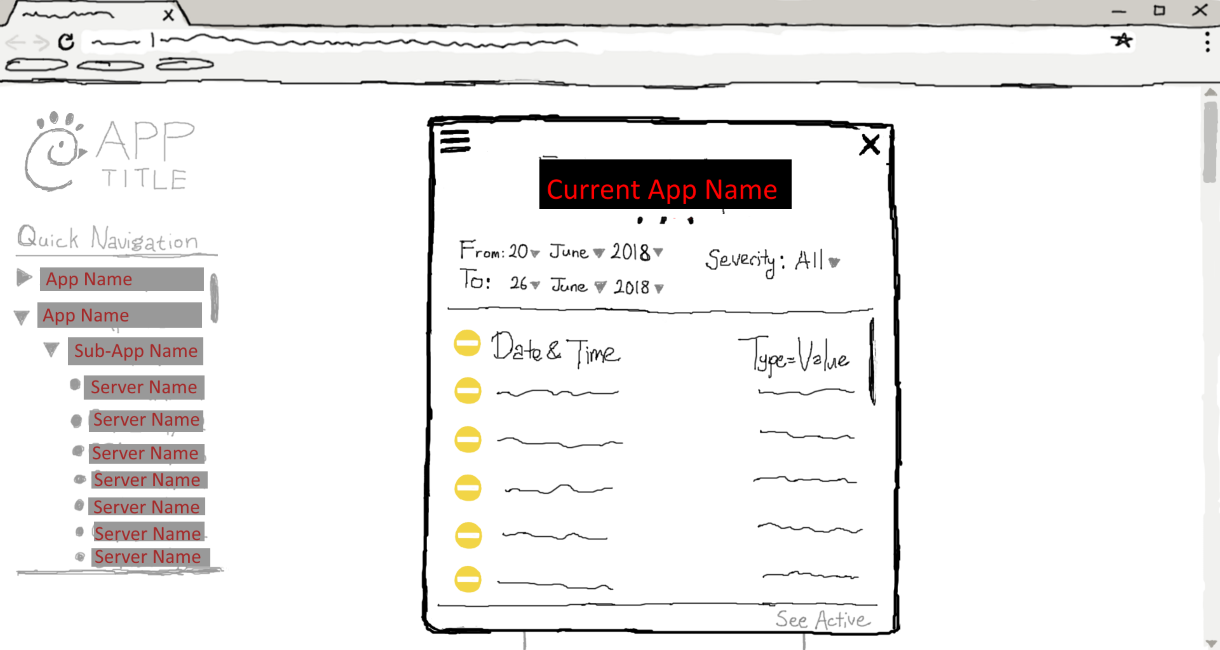 APP
TITLE
Quick Navigation
App Name
App Name
Sub-App Name
Server Name
Server Name
Server Name
Server Name
Server Name
Server Name
Server Name
Current App Name
From: 20 June 2018
Severity: All
To: 26 June 2018
Date & Time
Type=Value
See Active